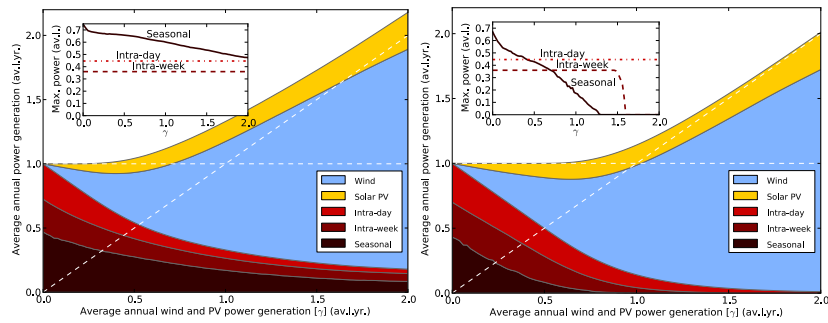 Average annual power generation (av.l.yr.)
2.0
1.5
1.0
0.5
0.0
Max. power (av.l.)
0.7
0.6
0.5
0.4
0.3
0.2
0.1
0.0
Seasonal
Intra-day
Intra-week
0.0 0.5 1.0 1.5 2.0
γ
Wind
Solar PV
Intra-day
Intra-week
Seasonal
0.0 0.5 1.0 1.5 2.0
Average annual wind and PV power generation [γ] (av.l.yr.)
Average annual power generation (av.l.yr.)
2.0
1.5
1.0
0.5
0.0
Max. power (av.l.)
0.7
0.6
0.5
0.4
0.3
0.2
0.1
0.0
Intra-day
Intra-week
Seasonal
0.0 0.5 1.0 1.5 2.0
γ
Wind
Solar PV
Intra-day
Intra-week
Seasonal
0.0 0.5 1.0 1.5 2.0
Average annual wind and PV power generation [γ] (av.l.yr.)